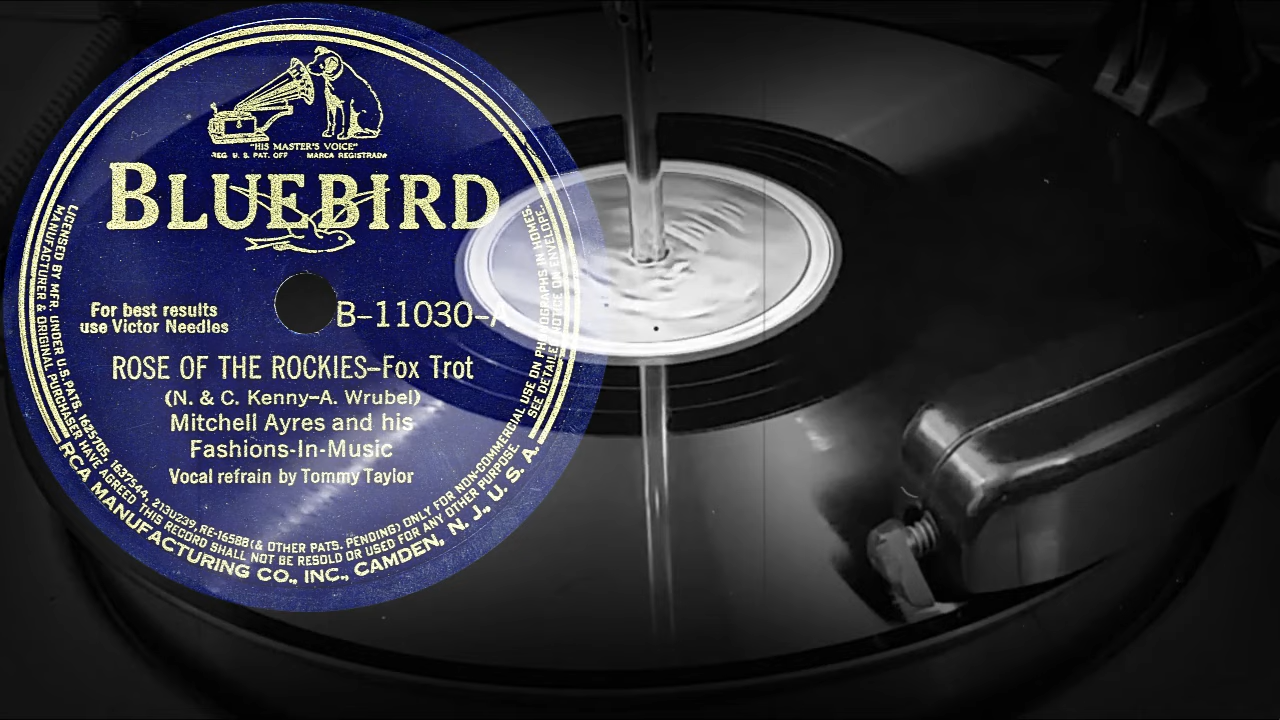 "HIS MASTER'S VOICE"
REG. U. S. PAT. OFF. MARCA REGISTRADA
BLUEBIRD
For best results
use Victor Needles
B-11030-A
ROSE OF THE ROCKIES-Fox Trot
(N. & C. Kenny-A. Wrubel)
Mitchell Ayres and his
Fashions-In-Music
Vocal refrain by Tommy Taylor
LICENSED BY MFR. UNDER U.S. PATS. 1625705, 1637544, 2130239, RE-16588 (& OTHER PATS. PENDING) ONLY FOR NON-COMMERCIAL USE ON PHONOGRAPHS IN HOMES.
MANUFACTURER & ORIGINAL PURCHASER HAVE AGREED THIS RECORD SHALL NOT BE RESOLD OR USED FOR ANY OTHER PURPOSE. SEE DETAILED NOTICE ON ENVELOPE.
RCA MANUFACTURING CO., INC., CAMDEN, N. J., U. S. A.